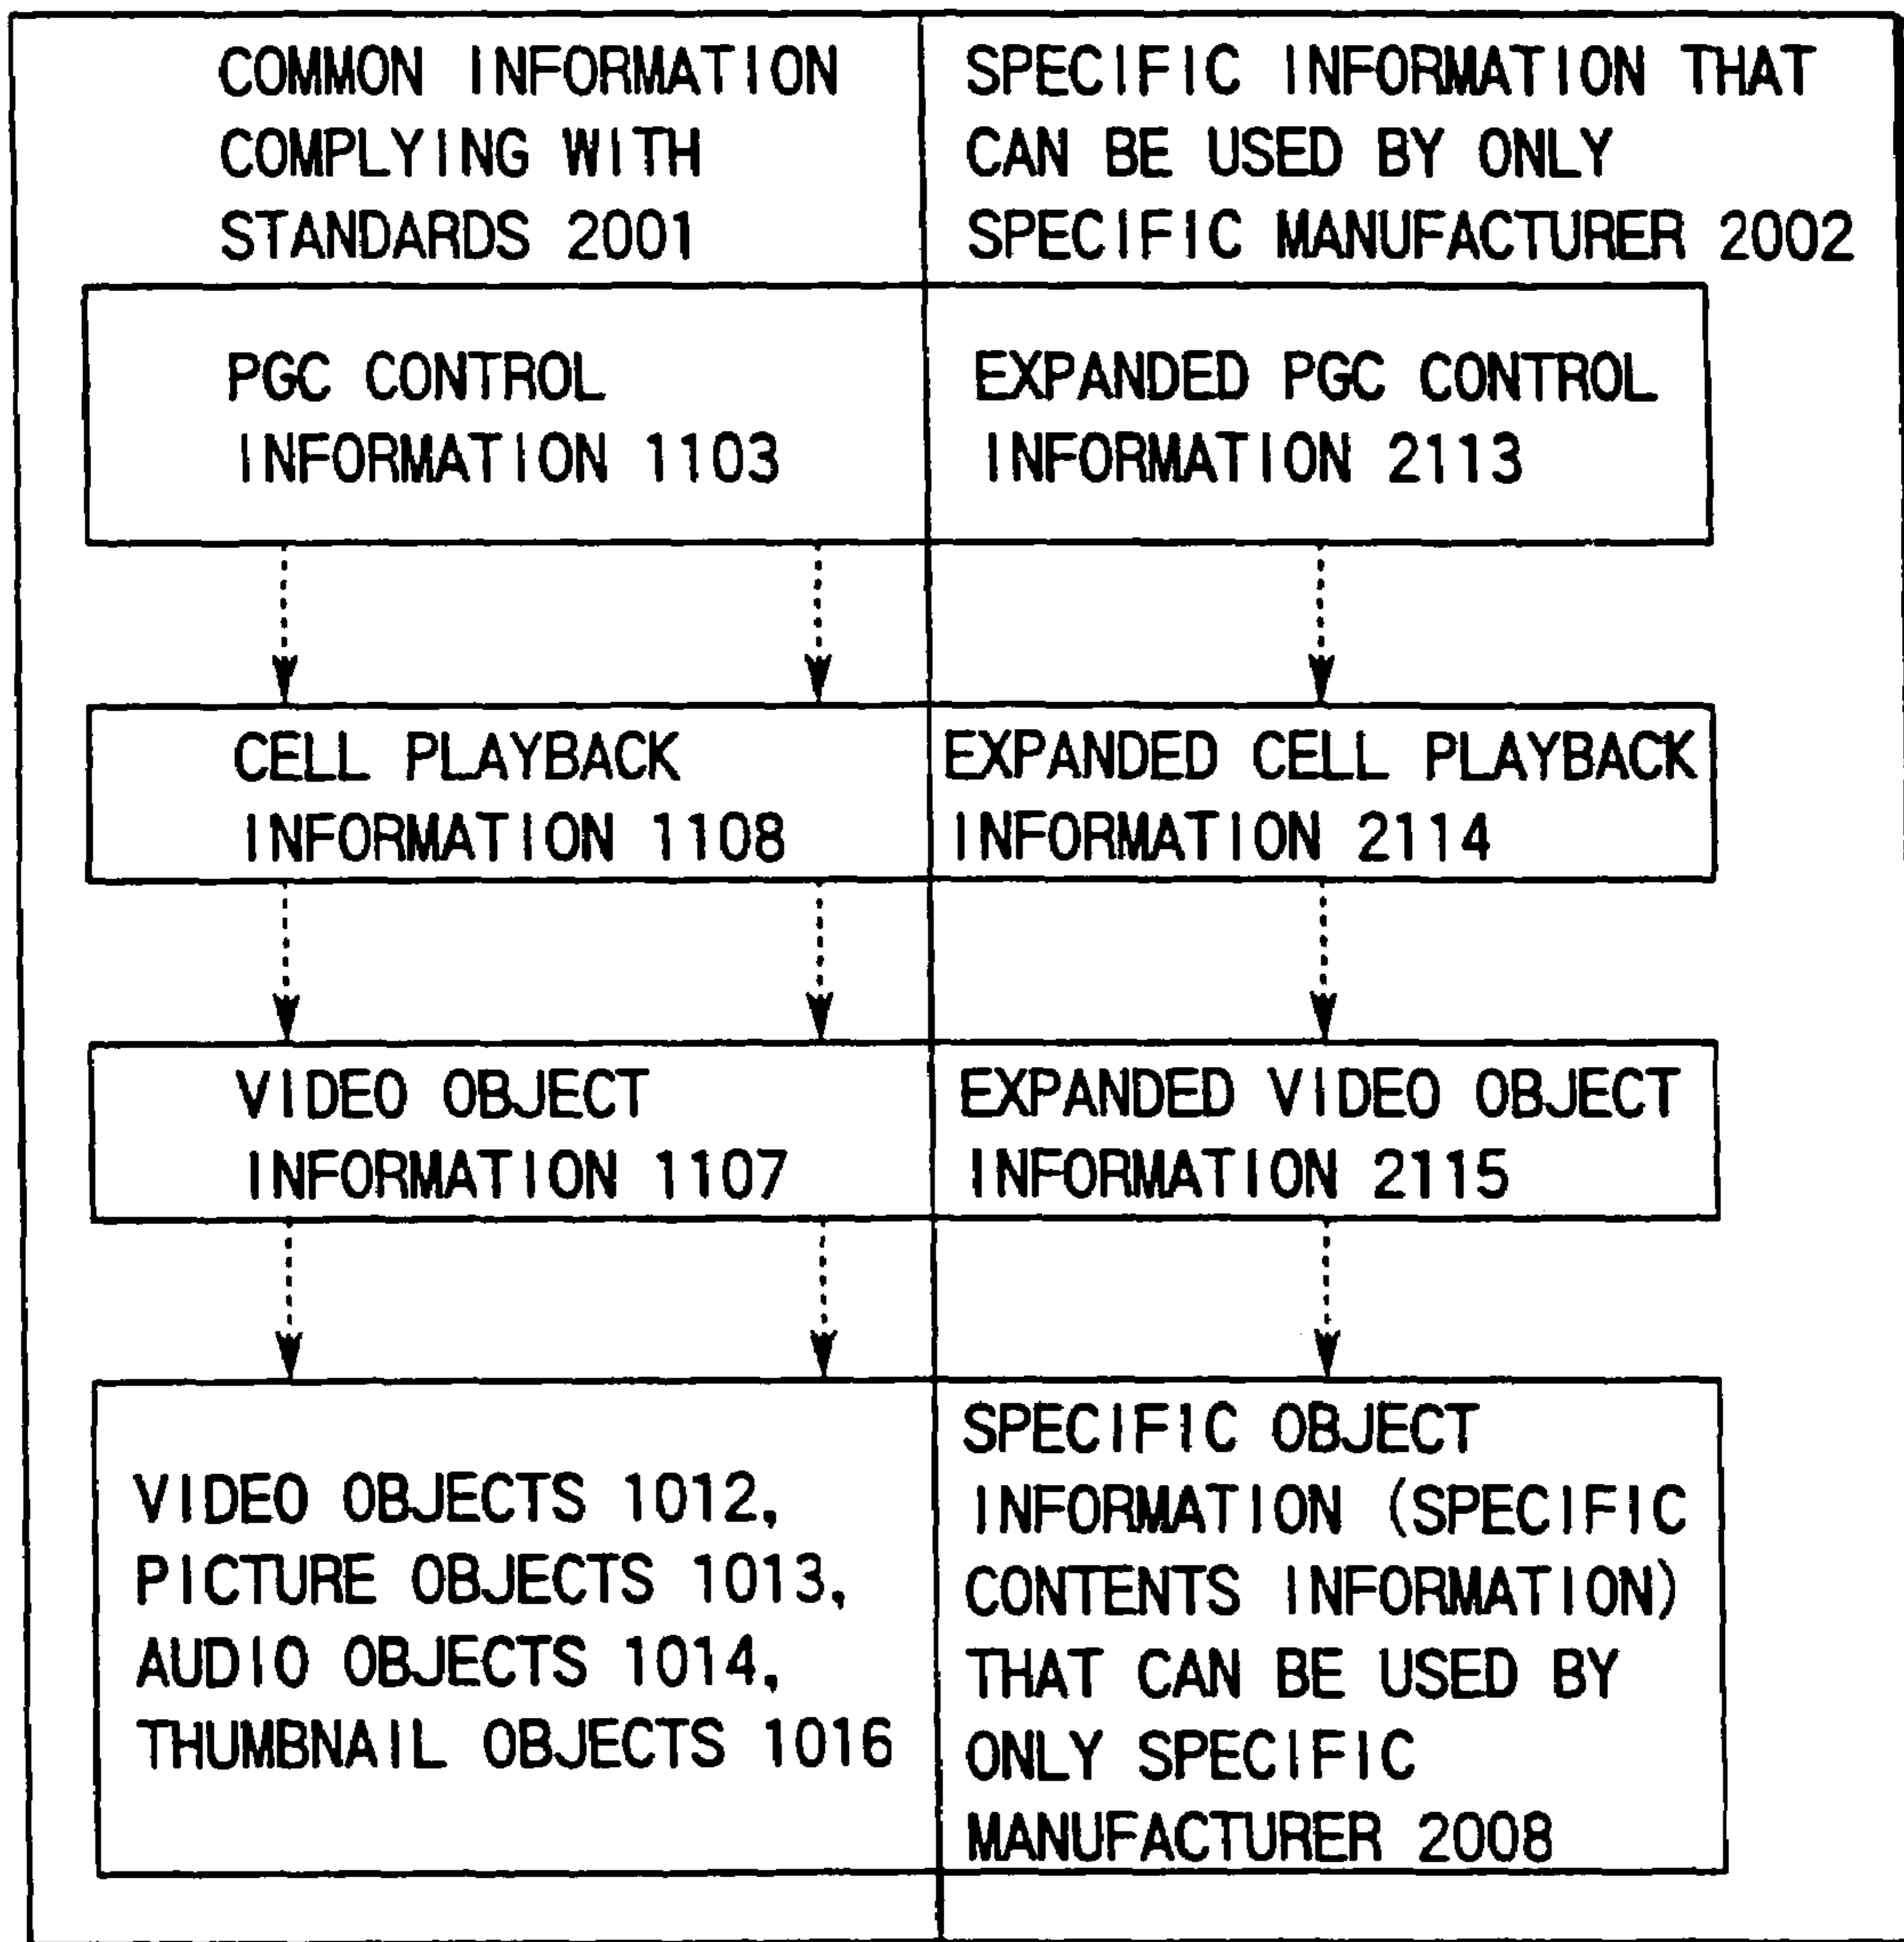 COMMON INFORMATION
COMPLYING WITH
STANDARDS 2001
SPECIFIC INFORMATION THAT
CAN BE USED BY ONLY
SPECIFIC MANUFACTURER 2002
PGC CONTROL
INFORMATION 1103
EXPANDED PGC CONTROL
INFORMATION 2113
CELL PLAYBACK
INFORMATION 1108
EXPANDED CELL PLAYBACK
INFORMATION 2114
VIDEO OBJECT
INFORMATION 1107
EXPANDED VIDEO OBJECT
INFORMATION 2115
VIDEO OBJECTS 1012,
PICTURE OBJECTS 1013,
AUDIO OBJECTS 1014,
THUMBNAIL OBJECTS 1016
SPECIFIC OBJECT
INFORMATION (SPECIFIC
CONTENTS INFORMATION)
THAT CAN BE USED BY
ONLY SPECIFIC
MANUFACTURER 2008